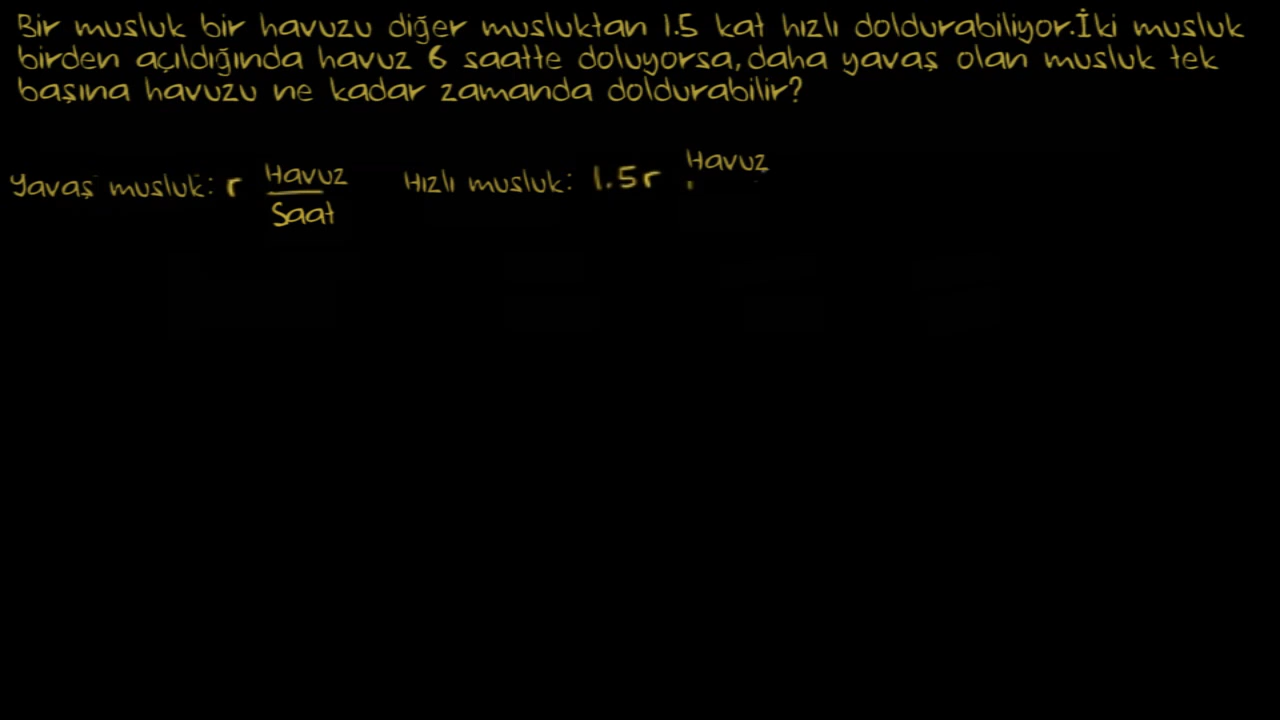 Bir musluk bir havuzu diğer musluktan 1.5 kat hızlı doldurabiliyor.İki musluk
birden açıldığında havuz 6 saatte doluyorsa,daha yavaş olan musluk tek
başına havuzu ne kadar zamanda doldurabilir?
Yavaş musluk: r Havuz Hızlı musluk: 1.5r Havuz
Saat